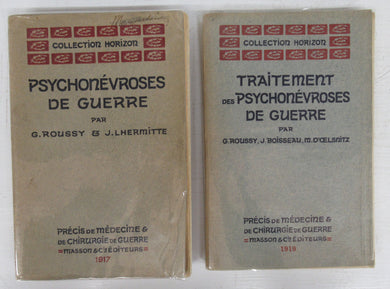 COLLECTION HORIZON
PSYCHONÉVROSES
DE GUERRE
PAR
G. ROUSSY & J. LHERMITTE
PRÉCIS DE MÉDECINE &
DE CHIRURGIE DE GUERRE
MASSON & Cie ÉDITEURS
1917
COLLECTION HORIZON
TRAITEMENT
DES PSYCHONÉVROSES
DE GUERRE
PAR
G. ROUSSY, J. BOISSEAU, M. D'ŒLSNITZ
PRÉCIS DE MÉDECINE &
DE CHIRURGIE DE GUERRE
MASSON & Cie ÉDITEURS
1918